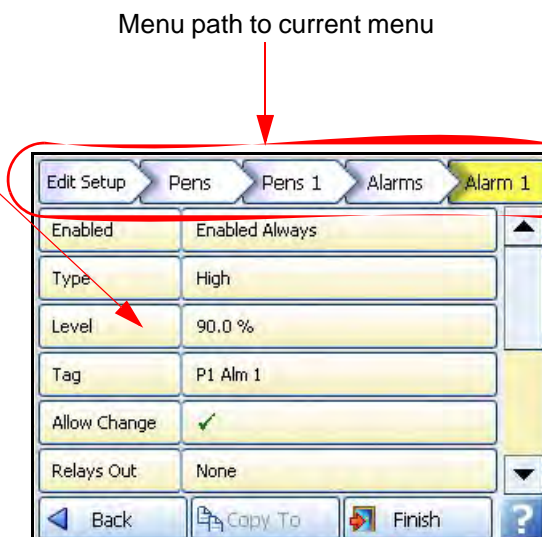 Menu path to current menu
Edit Setup Pens Pens 1 Alarms Alarm 1
Enabled Enabled Always
Type High
Level 90.0 %
Tag P1 Alm 1
Allow Change ✓
Relays Out None
Back Copy To Finish ?